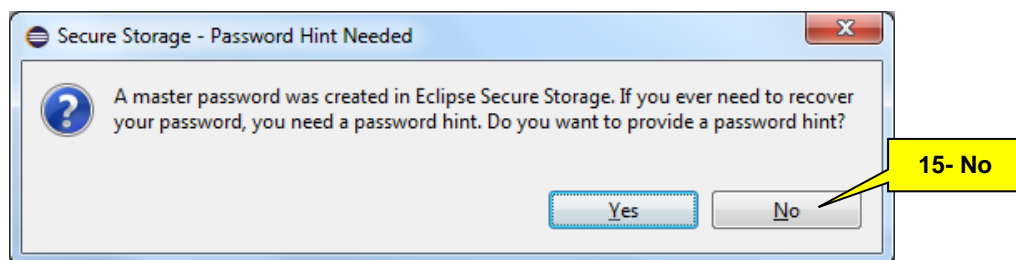 Secure Storage - Password Hint Needed
A master password was created in Eclipse Secure Storage. If you ever need to recover
your password, you need a password hint. Do you want to provide a password hint?
15- No
Yes No